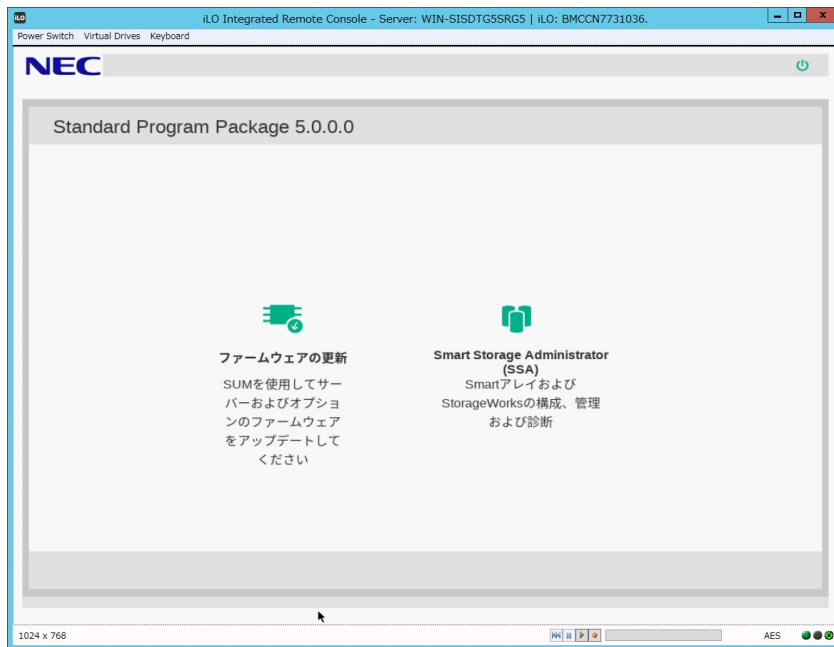 iLO
iLO Integrated Remote Console - Server: WIN-SISDTG5SRG5 | iLO: BMCCN7731036.
Power Switch Virtual Drives Keyboard
NEC
Standard Program Package 5.0.0.0
ファームウェアの更新
SUMを使用してサー
バーおよびオプショ
ンのファームウェア
をアップデートして
ください
Smart Storage Administrator
(SSA)
Smartアレイおよび
StorageWorksの構成、管理
および診断
1024 x 768
AES